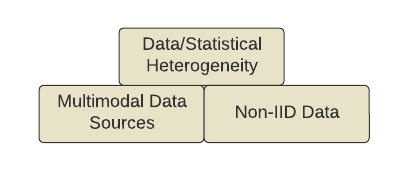 Data/Statistical
Heterogeneity
Multimodal Data
Sources
Non-IID Data